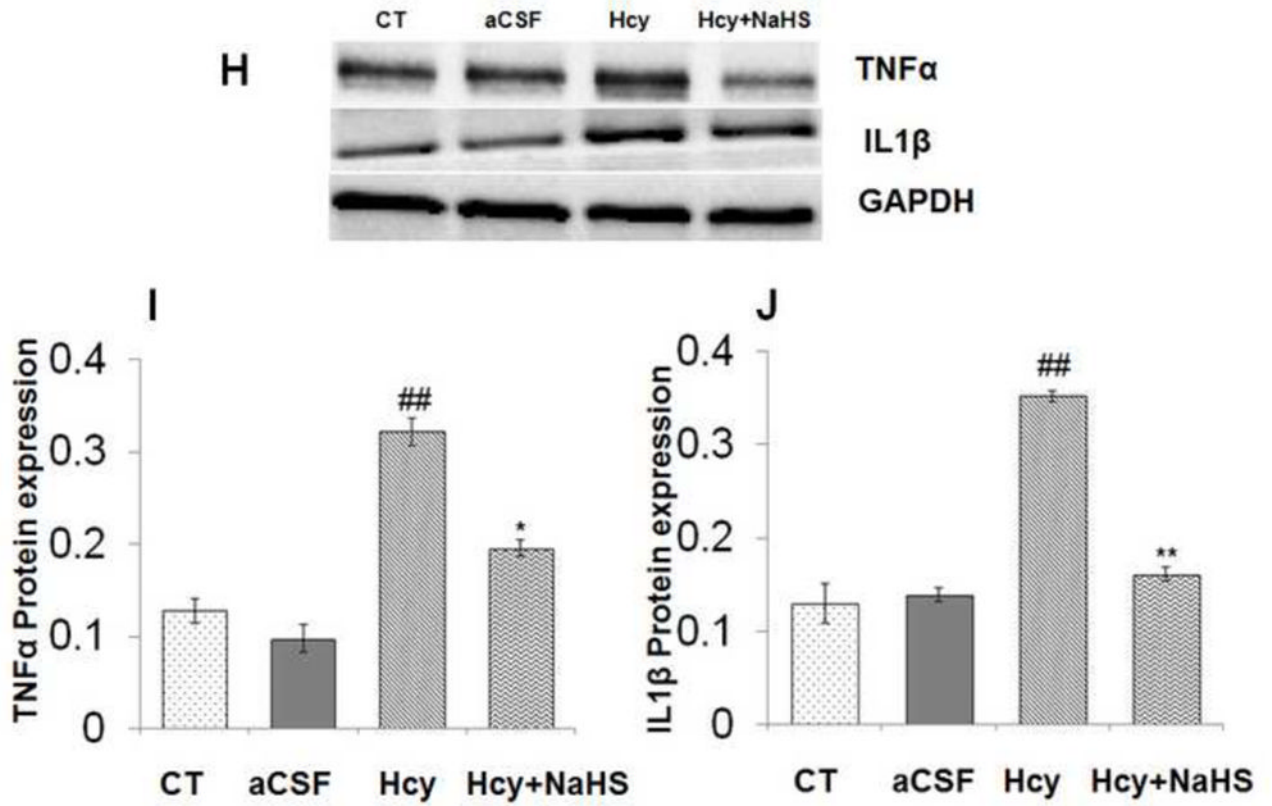 CT aCSF Hcy Hcy+NaHS
H
TNFα
IL1β
GAPDH
I
TNFα Protein expression
0.4
0.3
0.2
0.1
0
##
*
CT aCSF Hcy Hcy+NaHS
J
IL1β Protein expression
0.4
0.3
0.2
0.1
0
##
**
CT aCSF Hcy Hcy+NaHS